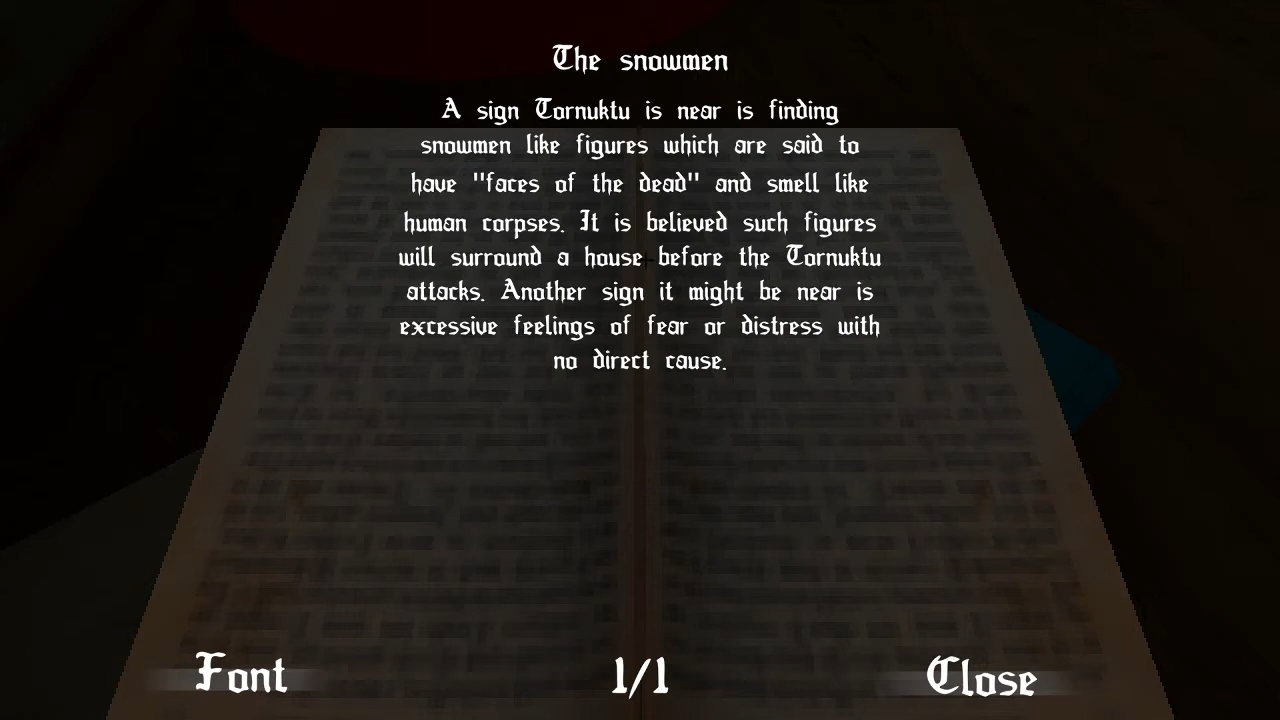 The snowmen
A sign Tornuktu is near is finding
snowmen like figures which are said to
have "faces of the dead" and smell like
human corpses. It is believed such figures
will surround a house before the Tornuktu
attacks. Another sign it might be near is
excessive feelings of fear or distress with
no direct cause.
Font
1/1
Close